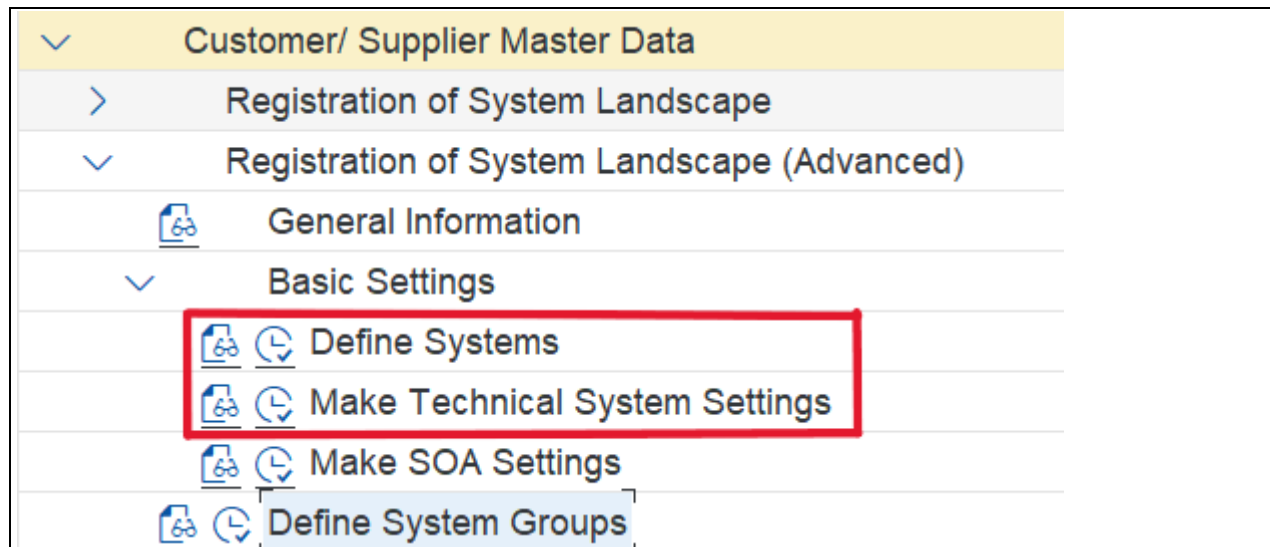 Customer/ Supplier Master Data
Registration of System Landscape
Registration of System Landscape (Advanced)
General Information
Basic Settings
Define Systems
Make Technical System Settings
Make SOA Settings
Define System Groups